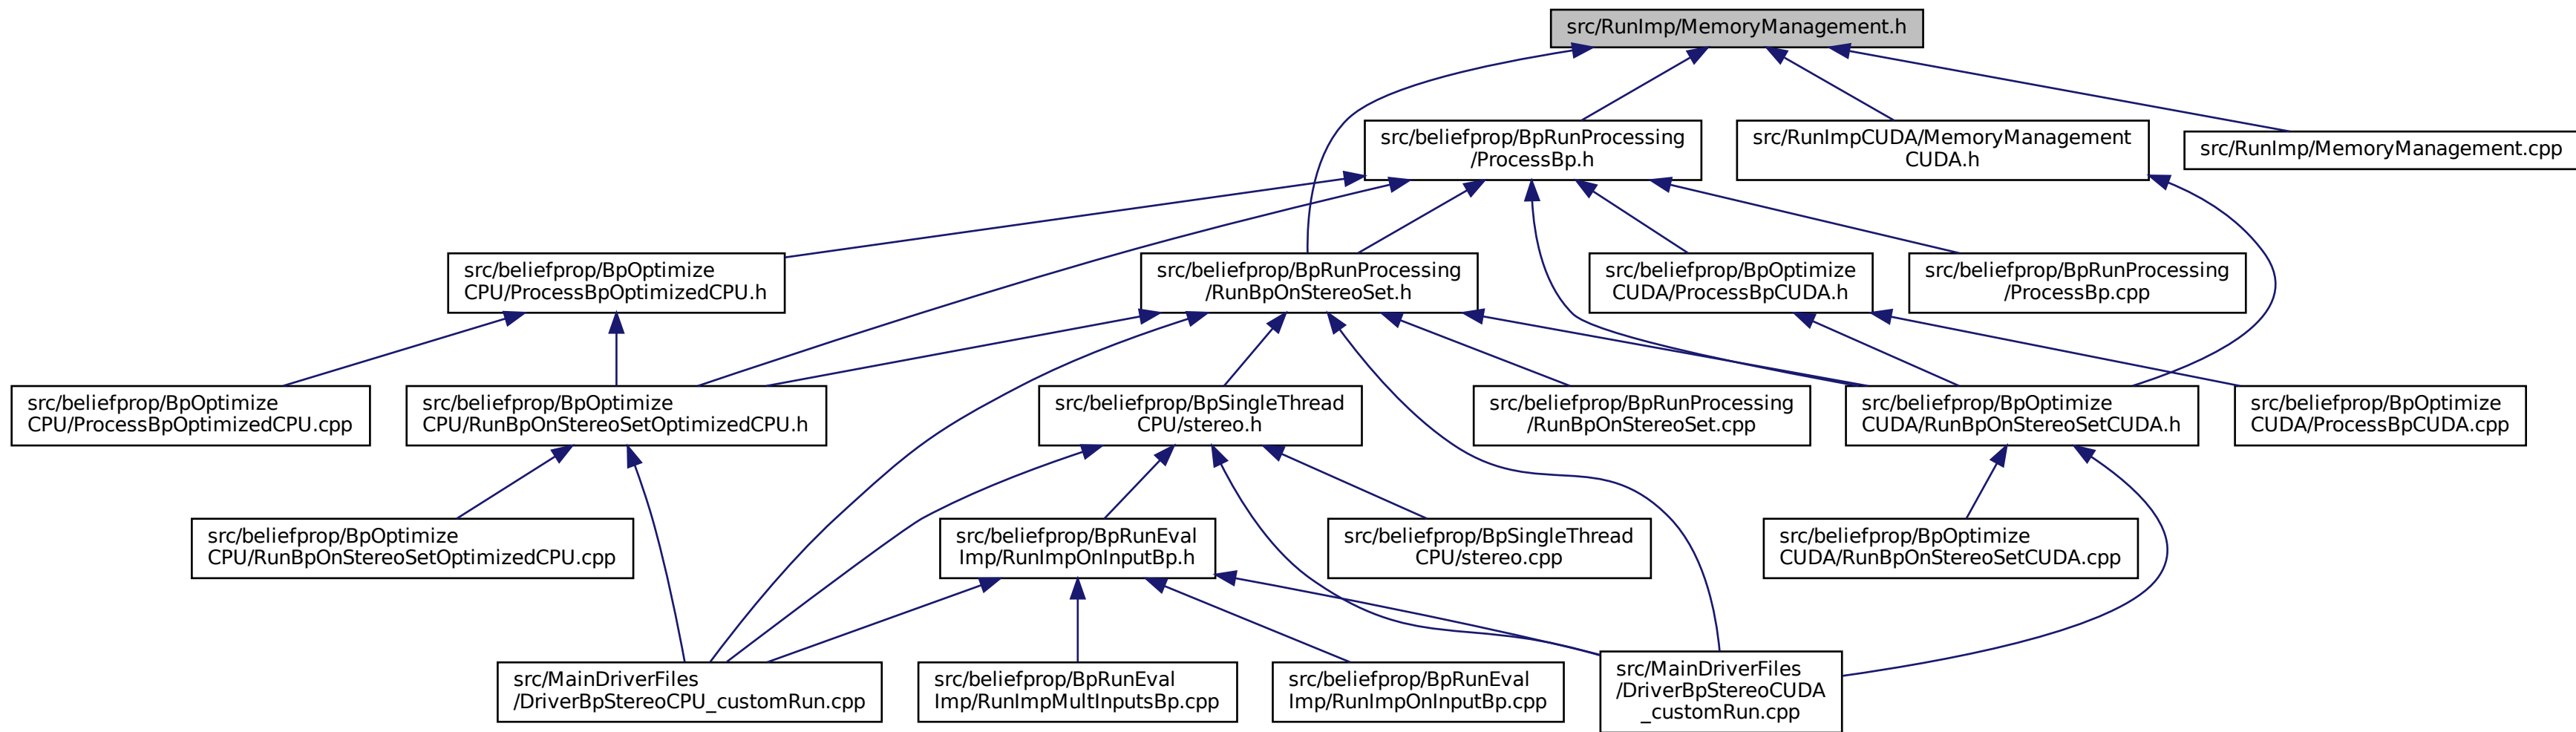 src/RunImp/MemoryManagement.h
src/beliefprop/BpRunProcessing
/ProcessBp.h
src/RunImpCUDA/MemoryManagement
CUDA.h
src/RunImp/MemoryManagement.cpp
src/beliefprop/BpOptimize
CPU/ProcessBpOptimizedCPU.h
src/beliefprop/BpRunProcessing
/RunBpOnStereoSet.h
src/beliefprop/BpOptimize
CUDA/ProcessBpCUDA.h
src/beliefprop/BpRunProcessing
/ProcessBp.cpp
src/beliefprop/BpOptimize
CPU/ProcessBpOptimizedCPU.cpp
src/beliefprop/BpOptimize
CPU/RunBpOnStereoSetOptimizedCPU.h
src/beliefprop/BpSingleThread
CPU/stereo.h
src/beliefprop/BpRunProcessing
/RunBpOnStereoSet.cpp
src/beliefprop/BpOptimize
CUDA/RunBpOnStereoSetCUDA.h
src/beliefprop/BpOptimize
CUDA/ProcessBpCUDA.cpp
src/beliefprop/BpOptimize
CPU/RunBpOnStereoSetOptimizedCPU.cpp
src/beliefprop/BpRunEval
Imp/RunImpOnInputBp.h
src/beliefprop/BpSingleThread
CPU/stereo.cpp
src/beliefprop/BpOptimize
CUDA/RunBpOnStereoSetCUDA.cpp
src/MainDriverFiles
/DriverBpStereoCPU_customRun.cpp
src/beliefprop/BpRunEval
Imp/RunImpMultInputsBp.cpp
src/beliefprop/BpRunEval
Imp/RunImpOnInputBp.cpp
src/MainDriverFiles
/DriverBpStereoCUDA
_customRun.cpp